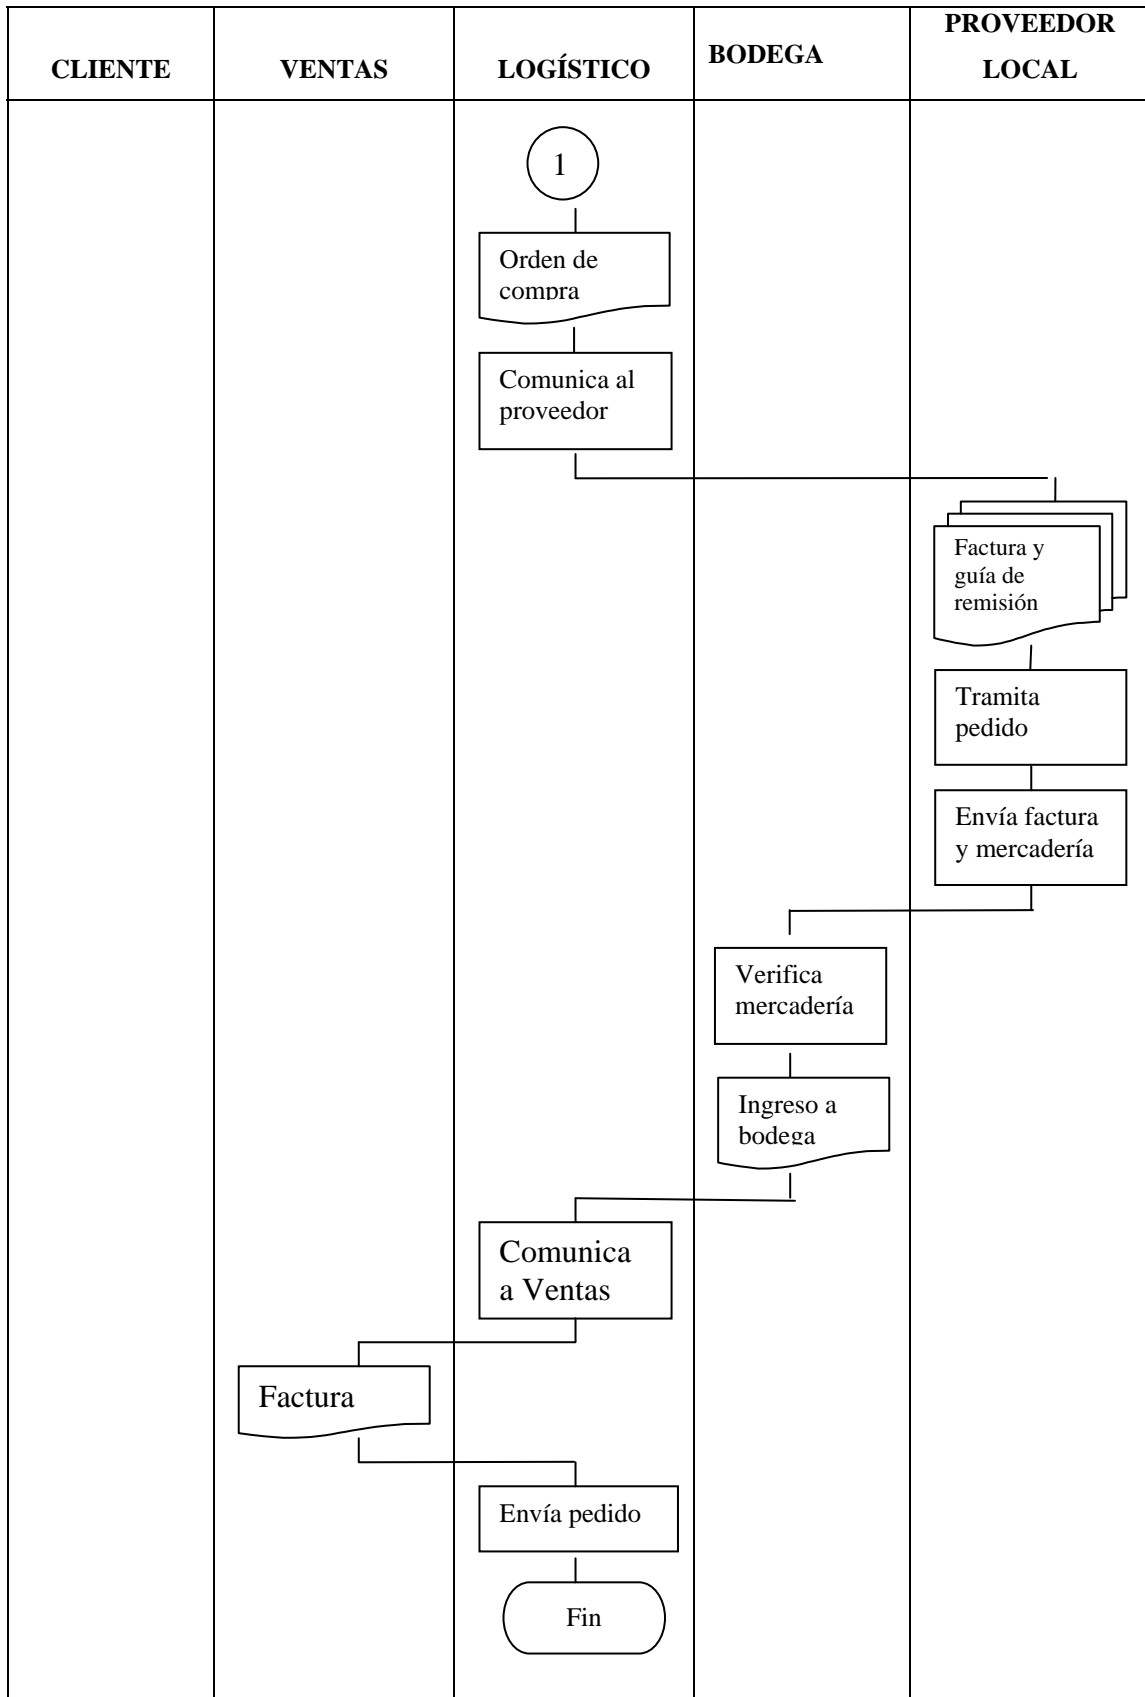 CLIENTE
VENTAS
LOGÍSTICO
BODEGA
PROVEEDOR
LOCAL
1
Orden de
compra
Comunica al
proveedor
Factura y
guía de
remisión
Tramita
pedido
Envía factura
y mercadería
Verifica
mercadería
Ingreso a
bodega
Comunica
a Ventas
Factura
Envía pedido
Fin